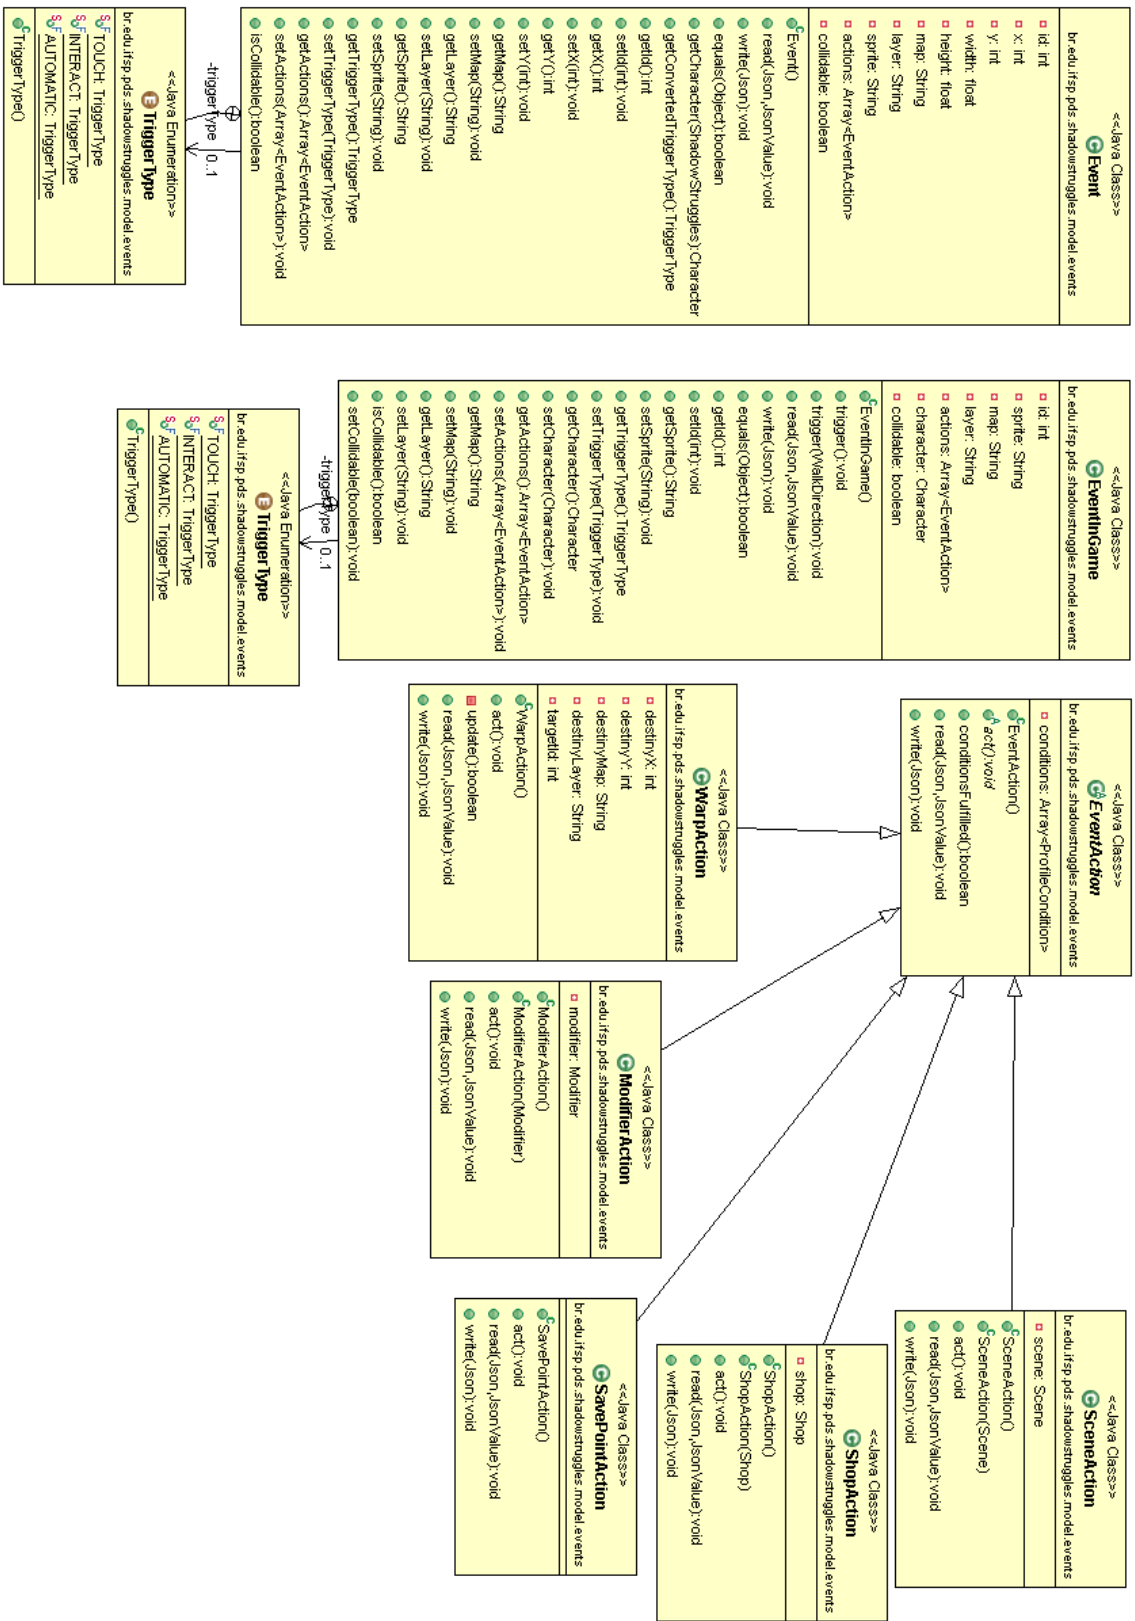 <<Java Class>>
Event
br.edu.ifsp.pds.shadowstruggles.model.events
id: int
x: int
y: int
width: float
height: float
map: String
layer: String
sprite: String
actions: Array<EventAction>
collidable: boolean
Event()
read(Json,JsonValue):void
write(Json):void
equals(Object):boolean
getCharacter(ShadowStruggles):Character
getConvertedTriggerType():TriggerType
getId():int
setId(int):void
getX():int
setX(int):void
getY():int
setY(int):void
getMap():String
setMap(String):void
getLayer():String
setLayer(String):void
getSprite():String
setSprite(String):void
getTriggerType():TriggerType
setTriggerType(TriggerType):void
getActions():Array<EventAction>
setActions(Array<EventAction>):void
isCollidable():boolean
-triggerType 0..1
<<Java Enumeration>>
TriggerType
br.edu.ifsp.pds.shadowstruggles.model.events
TOUCH: TriggerType
INTERACT: TriggerType
AUTOMATIC: TriggerType
TriggerType()
<<Java Class>>
EventInGame
br.edu.ifsp.pds.shadowstruggles.model.events
id: int
sprite: String
map: String
layer: String
actions: Array<EventAction>
character: Character
collidable: boolean
EventInGame()
trigger():void
trigger(WalkDirection):void
read(Json,JsonValue):void
write(Json):void
equals(Object):boolean
getId():int
setId(int):void
getSprite():String
setSprite(String):void
getTriggerType():TriggerType
setTriggerType(TriggerType):void
getCharacter():Character
setCharacter(Character):void
getActions():Array<EventAction>
setActions(Array<EventAction>):void
getMap():String
setMap(String):void
getLayer():String
setLayer(String):void
isCollidable():boolean
setCollidable(boolean):void
-triggerType 0..1
<<Java Enumeration>>
TriggerType
br.edu.ifsp.pds.shadowstruggles.model.events
TOUCH: TriggerType
INTERACT: TriggerType
AUTOMATIC: TriggerType
TriggerType()
<<Java Class>>
EventAction
br.edu.ifsp.pds.shadowstruggles.model.events
conditions: Array<ProfileCondition>
EventAction()
act():void
conditionsFulfilled():boolean
read(Json,JsonValue):void
write(Json):void
<<Java Class>>
WarpAction
br.edu.ifsp.pds.shadowstruggles.model.events
destinyX: int
destinyY: int
destinyMap: String
destinyLayer: String
targetId: int
WarpAction()
act():void
update():boolean
read(Json,JsonValue):void
write(Json):void
<<Java Class>>
ModifierAction
br.edu.ifsp.pds.shadowstruggles.model.events
modifier: Modifier
ModifierAction()
ModifierAction(Modifier)
act():void
read(Json,JsonValue):void
write(Json):void
<<Java Class>>
SavePointAction
br.edu.ifsp.pds.shadowstruggles.model.events
SavePointAction()
act():void
read(Json,JsonValue):void
write(Json):void
<<Java Class>>
ShopAction
br.edu.ifsp.pds.shadowstruggles.model.events
shop: Shop
ShopAction()
ShopAction(Shop)
act():void
read(Json,JsonValue):void
write(Json):void
<<Java Class>>
SceneAction
br.edu.ifsp.pds.shadowstruggles.model.events
scene: Scene
SceneAction()
SceneAction(Scene)
act():void
read(Json,JsonValue):void
write(Json):void